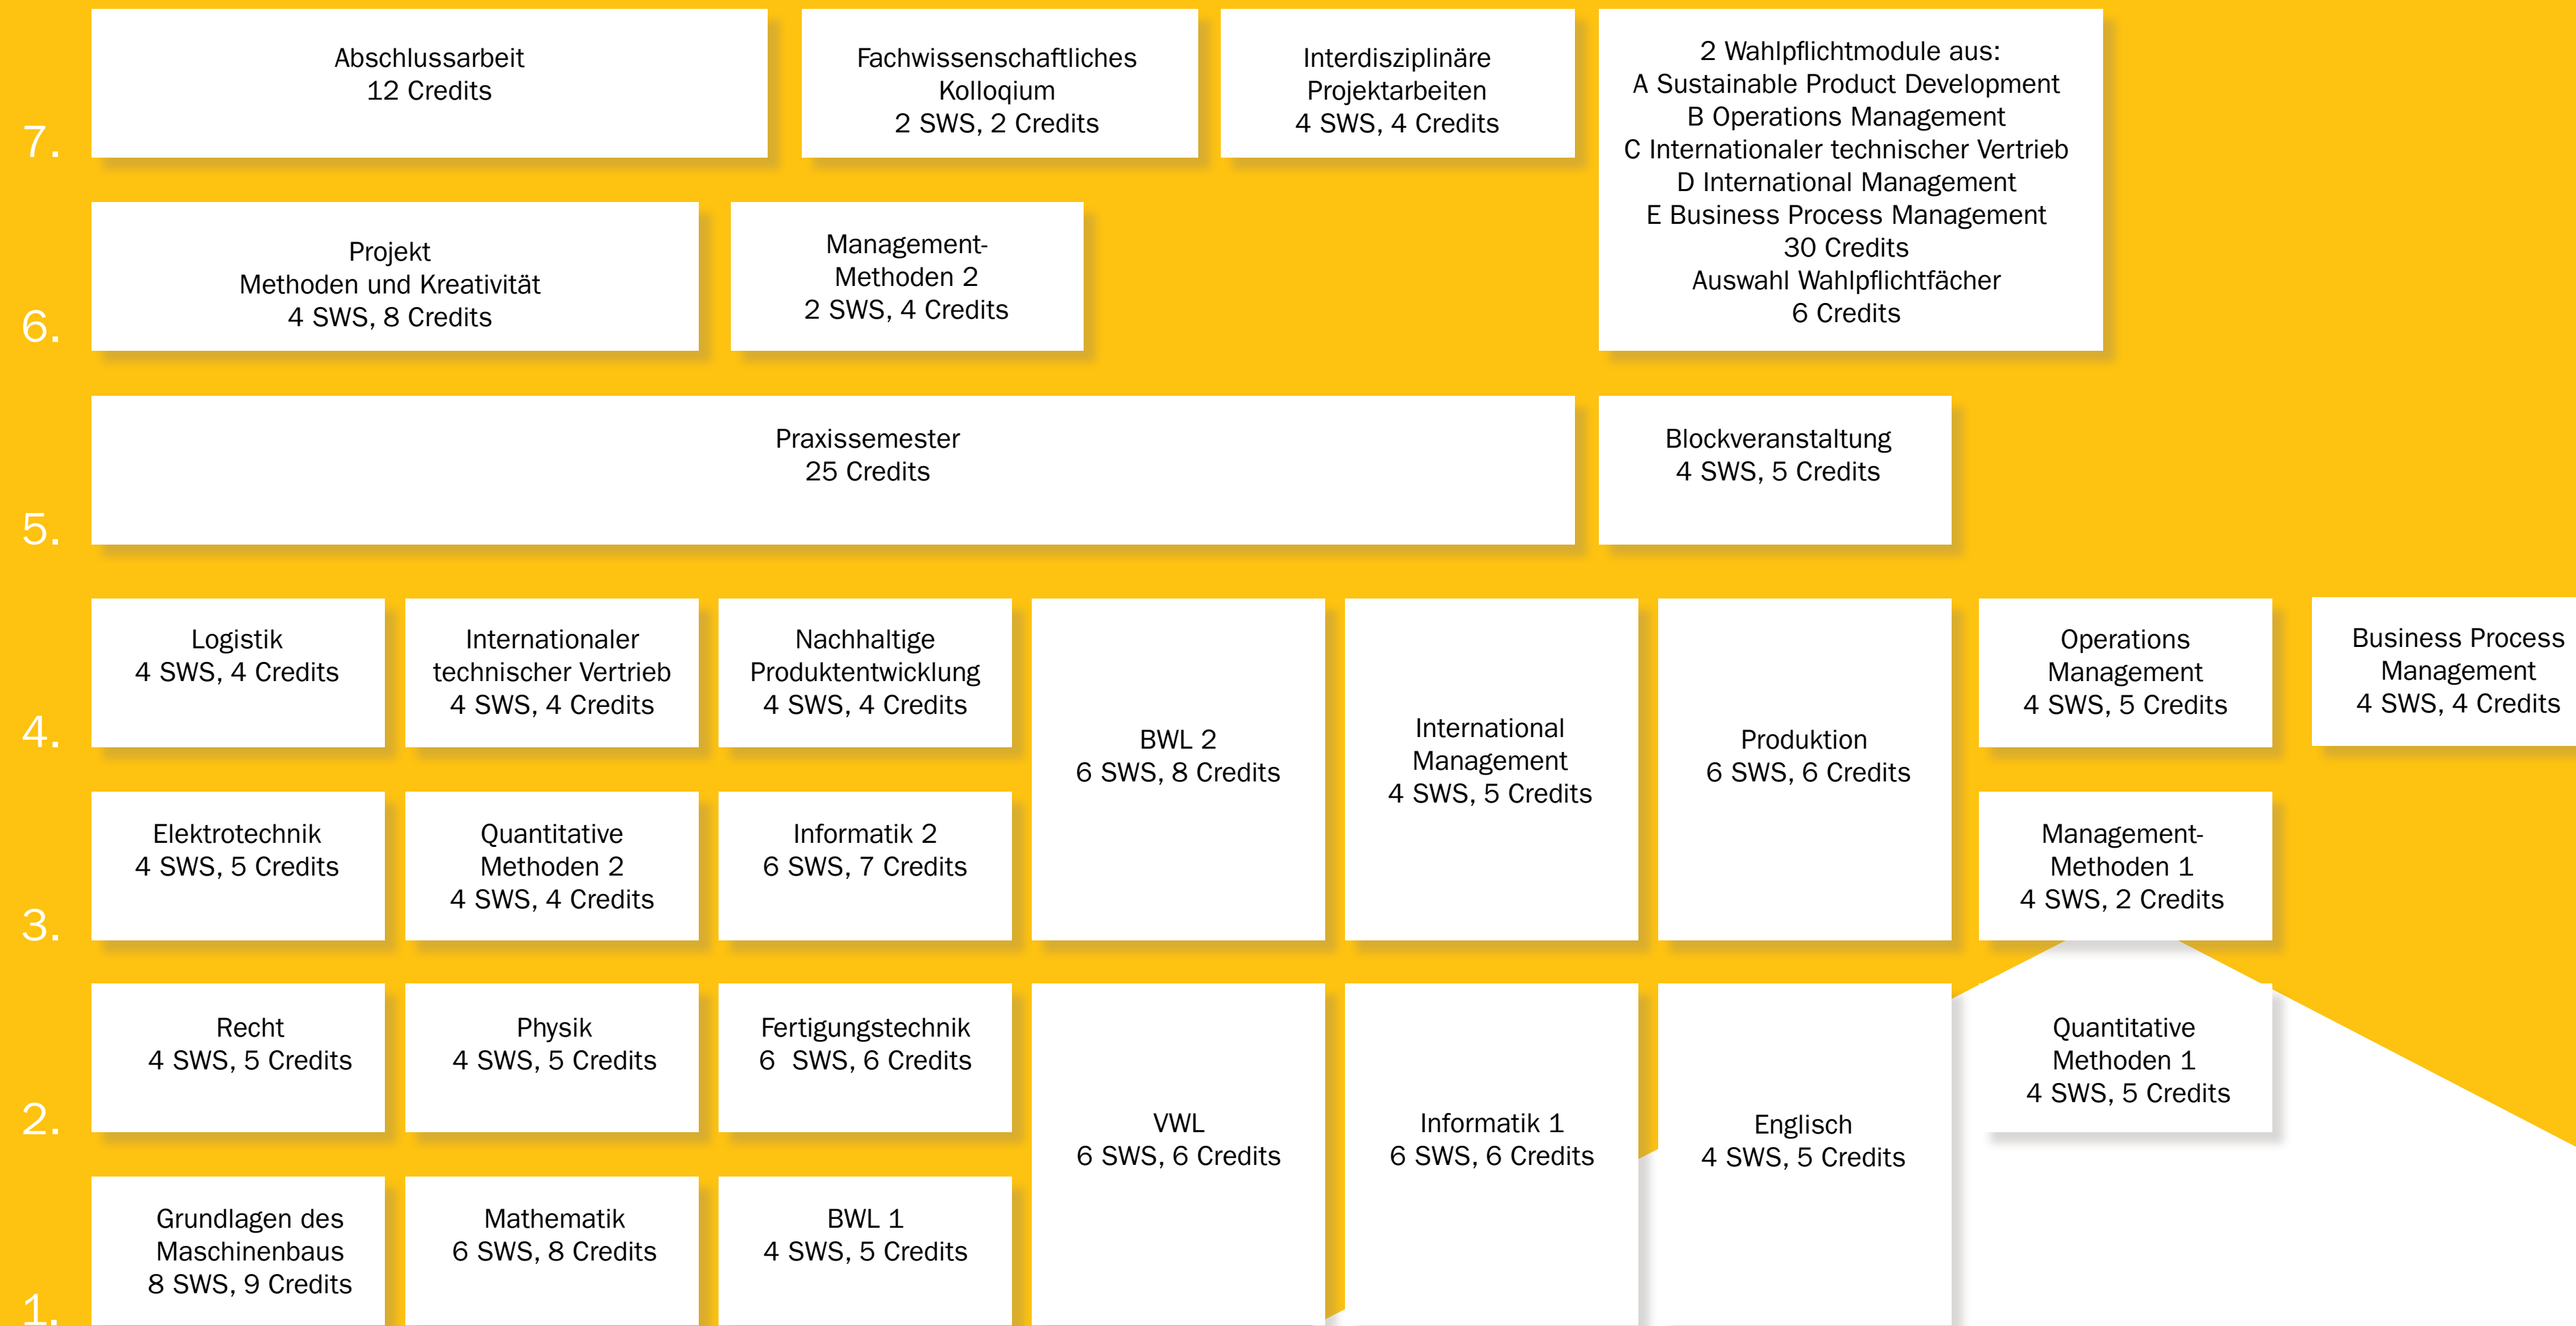 7.
Abschlussarbeit
12 Credits
Fachwissenschaftliches
Kolloqium
2 SWS, 2 Credits
Interdisziplinäre
Projektarbeiten
4 SWS, 4 Credits
2 Wahlpflichtmodule aus:
A Sustainable Product Development
B Operations Management
C Internationaler technischer Vertrieb
D International Management
E Business Process Management
30 Credits
Auswahl Wahlpflichtfächer
6 Credits
6.
Projekt
Methoden und Kreativität
4 SWS, 8 Credits
Management-
Methoden 2
2 SWS, 4 Credits
5.
Praxissemester
25 Credits
Blockveranstaltung
4 SWS, 5 Credits
4.
Logistik
4 SWS, 4 Credits
Internationaler
technischer Vertrieb
4 SWS, 4 Credits
Nachhaltige
Produktentwicklung
4 SWS, 4 Credits
BWL 2
6 SWS, 8 Credits
International
Management
4 SWS, 5 Credits
Produktion
6 SWS, 6 Credits
Operations
Management
4 SWS, 5 Credits
Business Process
Management
4 SWS, 4 Credits
3.
Elektrotechnik
4 SWS, 5 Credits
Quantitative
Methoden 2
4 SWS, 4 Credits
Informatik 2
6 SWS, 7 Credits
Management-
Methoden 1
4 SWS, 2 Credits
2.
Recht
4 SWS, 5 Credits
Physik
4 SWS, 5 Credits
Fertigungstechnik
6 SWS, 6 Credits
VWL
6 SWS, 6 Credits
Informatik 1
6 SWS, 6 Credits
Englisch
4 SWS, 5 Credits
Quantitative
Methoden 1
4 SWS, 5 Credits
1.
Grundlagen des
Maschinenbaus
8 SWS, 9 Credits
Mathematik
6 SWS, 8 Credits
BWL 1
4 SWS, 5 Credits